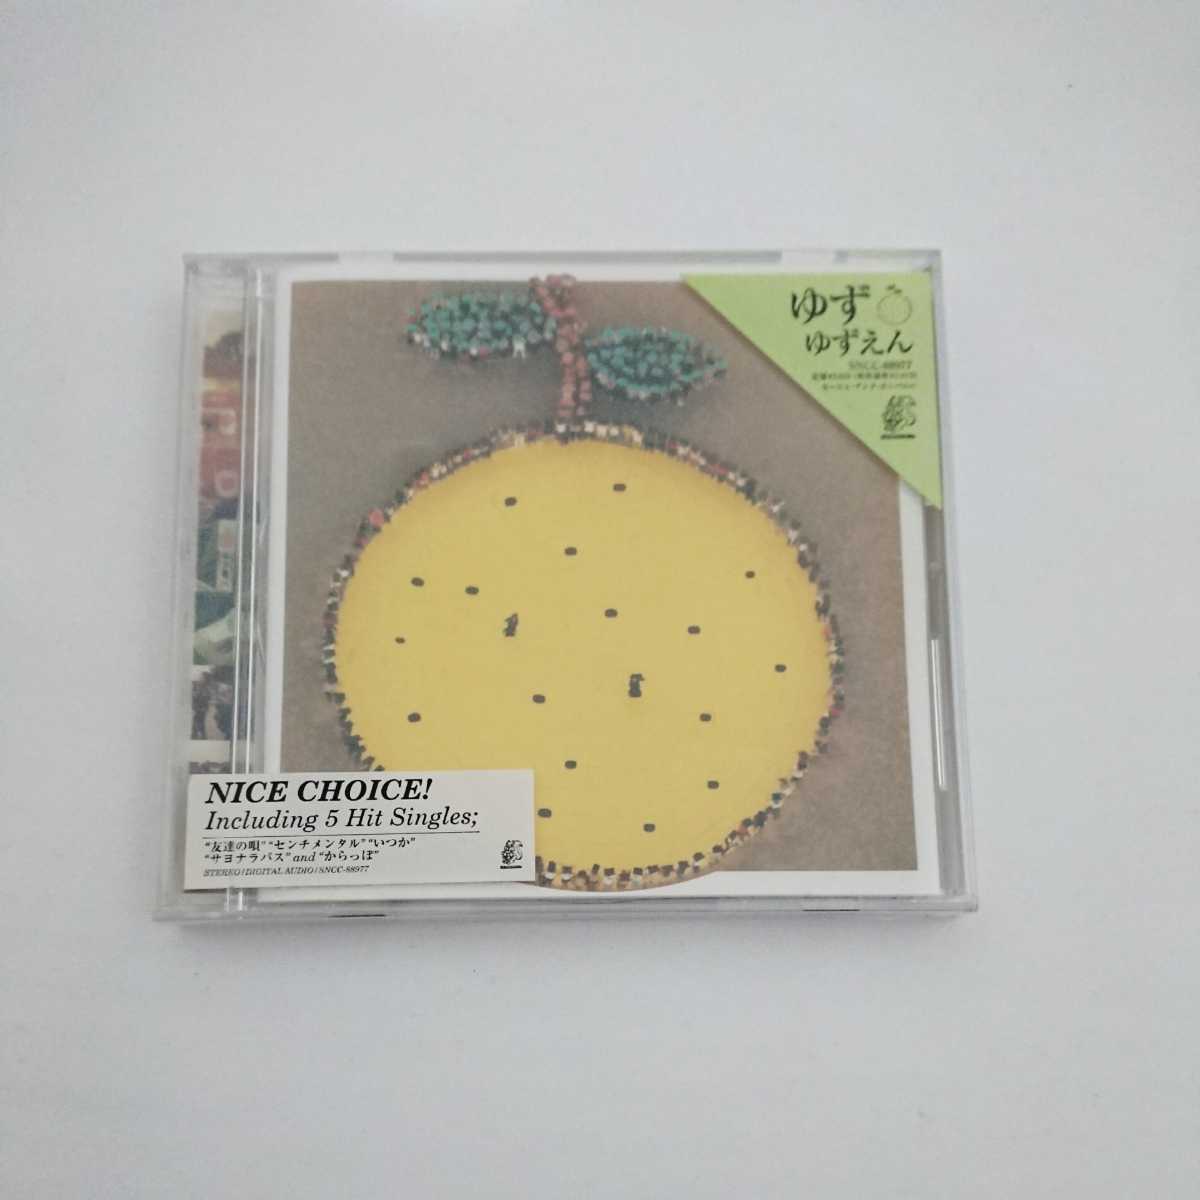 ゆず
ゆずえん
SNCC-88977
NICE CHOICE!
Including 5 Hit Singles;
“友達の唄” “センチメンタル” “いつか”
“サヨナラバス” and “からっぽ”
STEREO/DIGITAL AUDIO/SNCC-88977